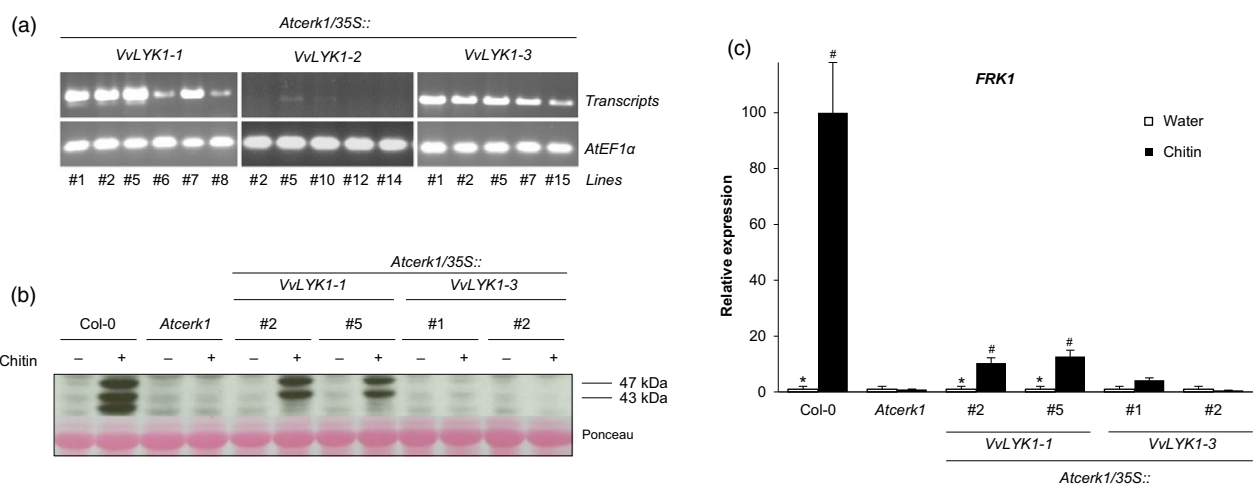 (a)
Atcerk1/35S::
VvLYK1-1 VvLYK1-2 VvLYK1-3
Transcripts
AtEF1α
#1 #2 #5 #6 #7 #8 #2 #5 #10 #12 #14 #1 #2 #5 #7 #15 Lines
(b)
Atcerk1/35S::
VvLYK1-1 VvLYK1-3
Col-0 Atcerk1 #2 #5 #1 #2
Chitin – + – + – + – + – + – +
47 kDa
43 kDa
Ponceau
(c)
FRK1
Water
Chitin
Relative expression
100
80
60
40
20
0
# # #
* * *
Col-0 Atcerk1 #2 #5 #1 #2
VvLYK1-1 VvLYK1-3
Atcerk1/35S::